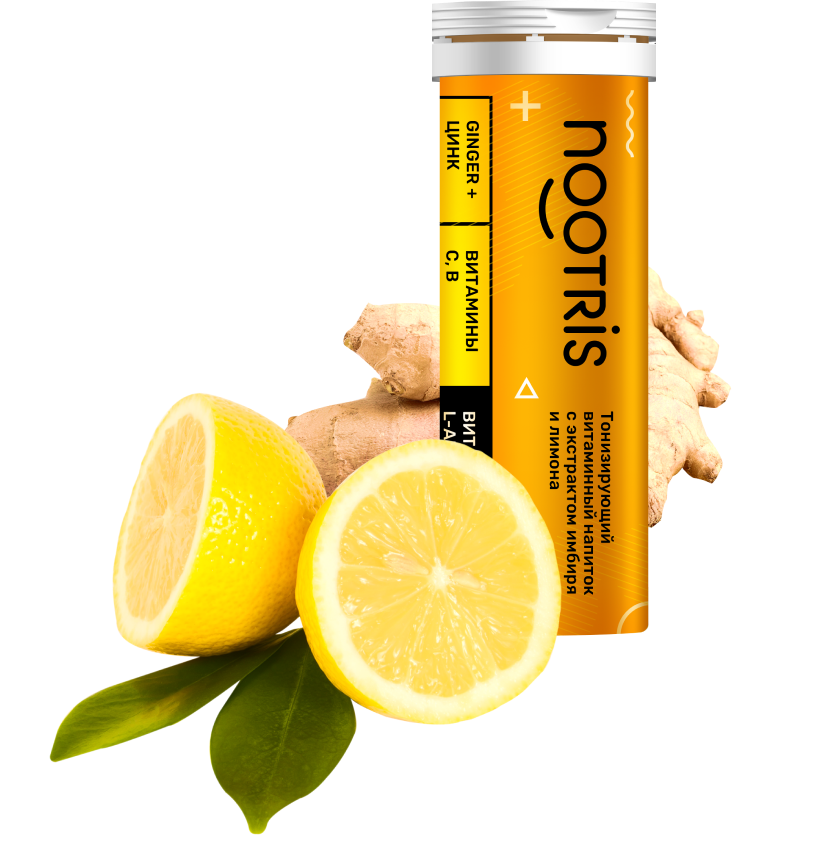 nooTRis
Тонизирующий
витаминный напиток
с экстрактом имбиря
и лимона
GINGER +
ЦИНК
ВИТАМИНЫ
C, B